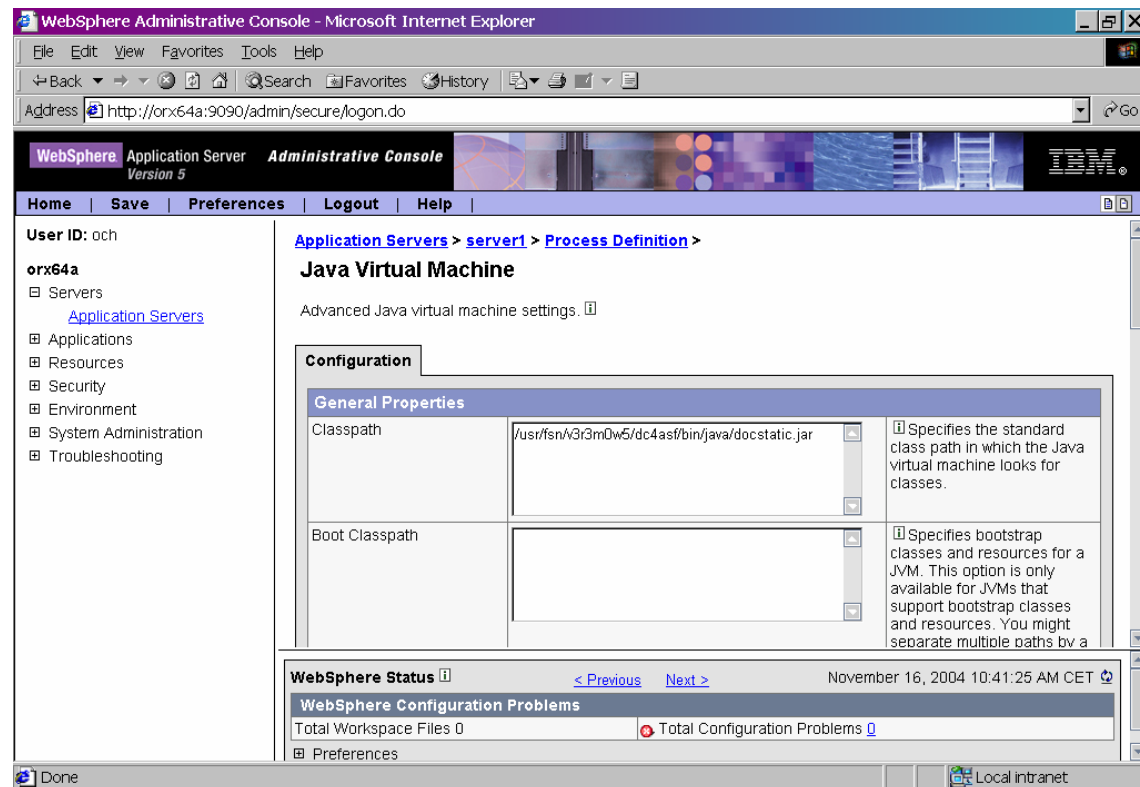 WebSphere Administrative Console - Microsoft Internet Explorer
File Edit View Favorites Tools Help
Back Search Favorites History
Address http://orx64a:9090/admin/secure/logon.do Go
WebSphere. Application Server Administrative Console
Version 5
IBM®
Home | Save | Preferences | Logout | Help |
User ID: och
orx64a
Servers
Application Servers
Applications
Resources
Security
Environment
System Administration
Troubleshooting
Application Servers > server1 > Process Definition >
Java Virtual Machine
Advanced Java virtual machine settings. i
Configuration
General Properties
Classpath
/usr/fsn/v3r3m0w5/dc4asf/bin/java/docstatic.jar
i Specifies the standard
class path in which the Java
virtual machine looks for
classes.
Boot Classpath
i Specifies bootstrap
classes and resources for a
JVM. This option is only
available for JVMs that
support bootstrap classes
and resources. You might
separate multiple paths by a
WebSphere Status i < Previous Next > November 16, 2004 10:41:25 AM CET
WebSphere Configuration Problems
Total Workspace Files 0 Total Configuration Problems 0
Preferences
Done Local intranet